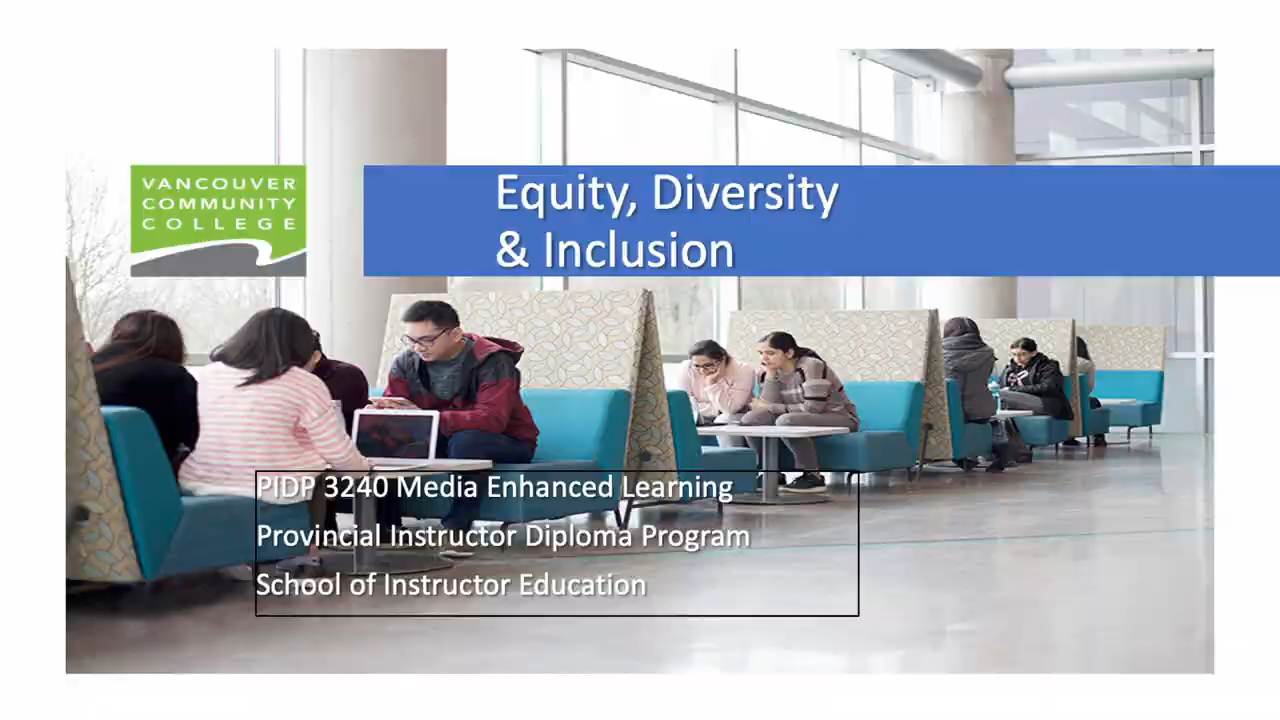 VANCOUVER
COMMUNITY
COLLEGE
Equity, Diversity
& Inclusion
PIDP 3240 Media Enhanced Learning
Provincial Instructor Diploma Program
School of Instructor Education